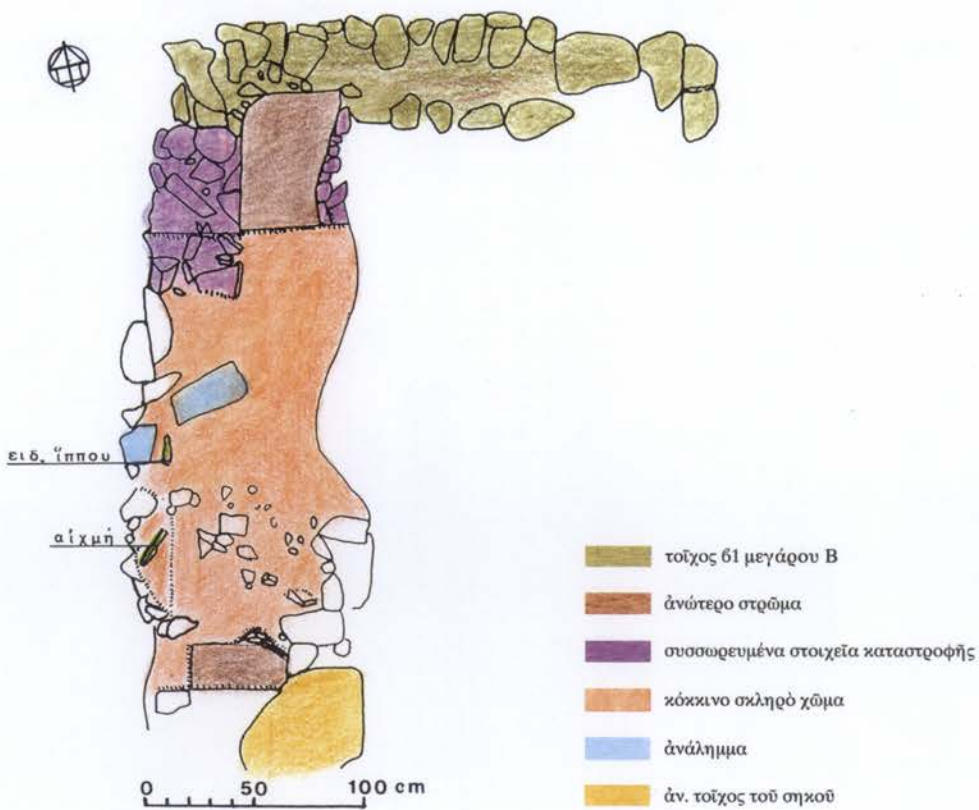 ειδ. ἵππου
αἰχμή
τοῖχος 61 μεγάρου Β
ἀνώτερο στρῶμα
συσσωρευμένα στοιχεῖα καταστροφῆς
κόκκινο σκληρὸ χῶμα
ἀνάλημμα
ἀν. τοῖχος τοῦ σηκοῦ
0 50 100 cm